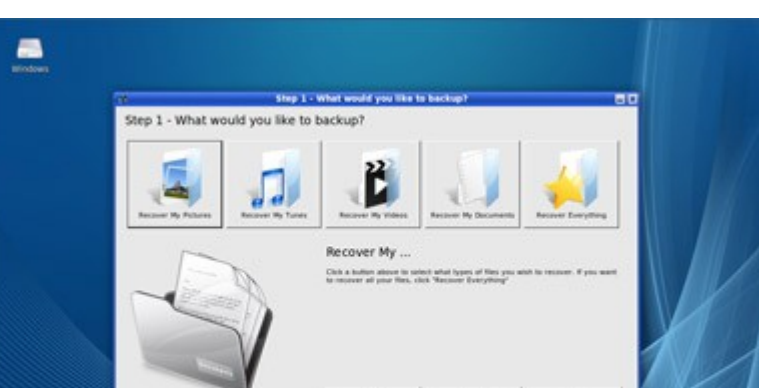 Windows
Step 1 - What would you like to backup?
Step 1 - What would you like to backup?
Recover My Pictures
Recover My Tunes
Recover My Videos
Recover My Documents
Recover Everything
Recover My ...
Click a button above to select what types of files you wish to recover. If you want
to recover all your files, click "Recover Everything"